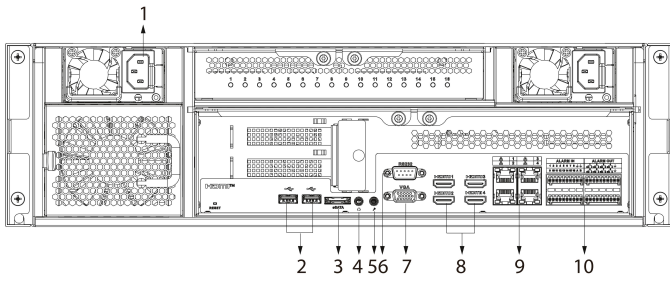 1
1 2 3 4 5 6 7 8 9 10 11 12 13 14 15 16
RS232
VGA
HDMI 1
HDMI 3
HDMI 2
HDMI 4
ALARM IN
ALARM OUT
HDMI™
RESET
eSATA
2 3 4 5 6 7 8 9 10